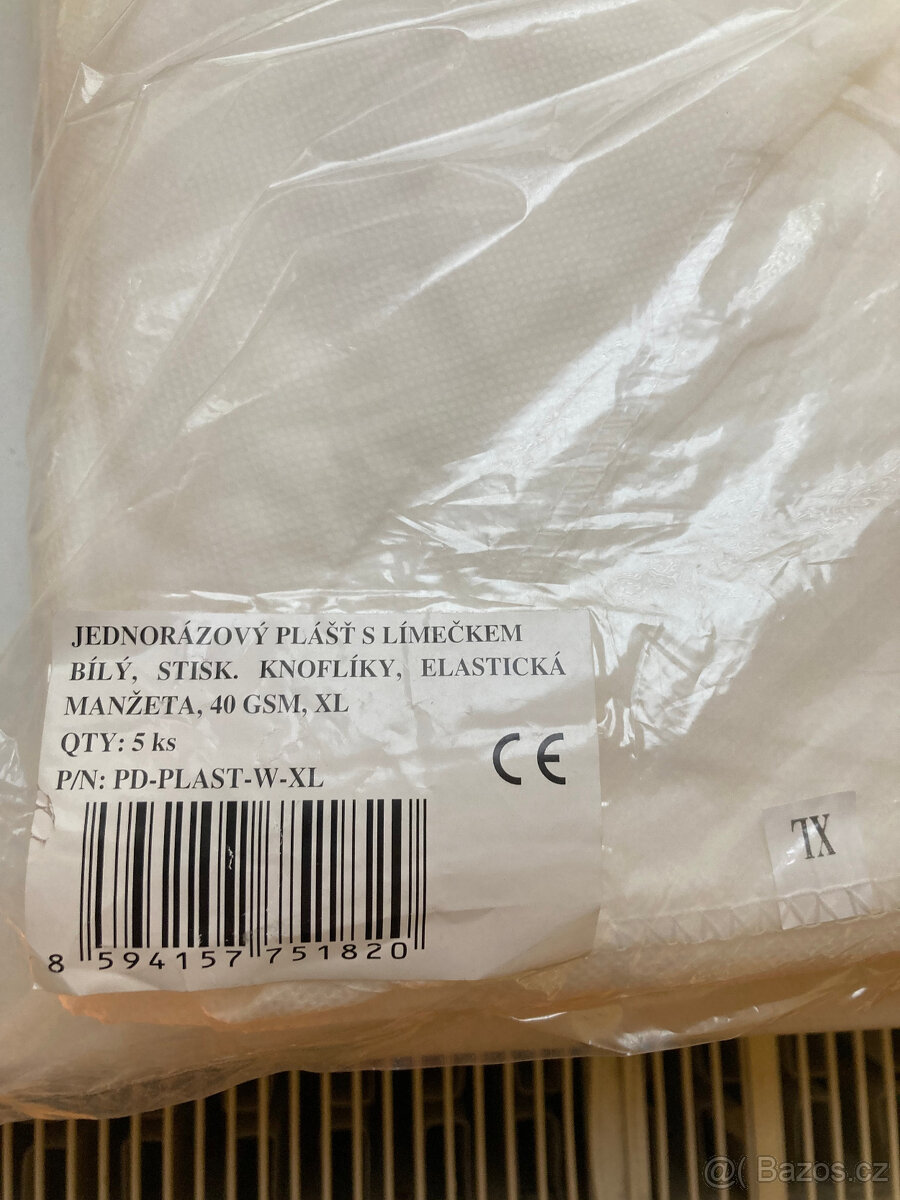 JEDNORÁZOVÝ PLÁŠŤ S LÍMEČKEM
BÍLÝ, STISK. KNOFLÍKY, ELASTICKÁ
MANŽETA, 40 GSM, XL
QTY: 5 ks
P/N: PD-PLAST-W-XL
CE
8 594157 751820
XL
@( Bazos.cz